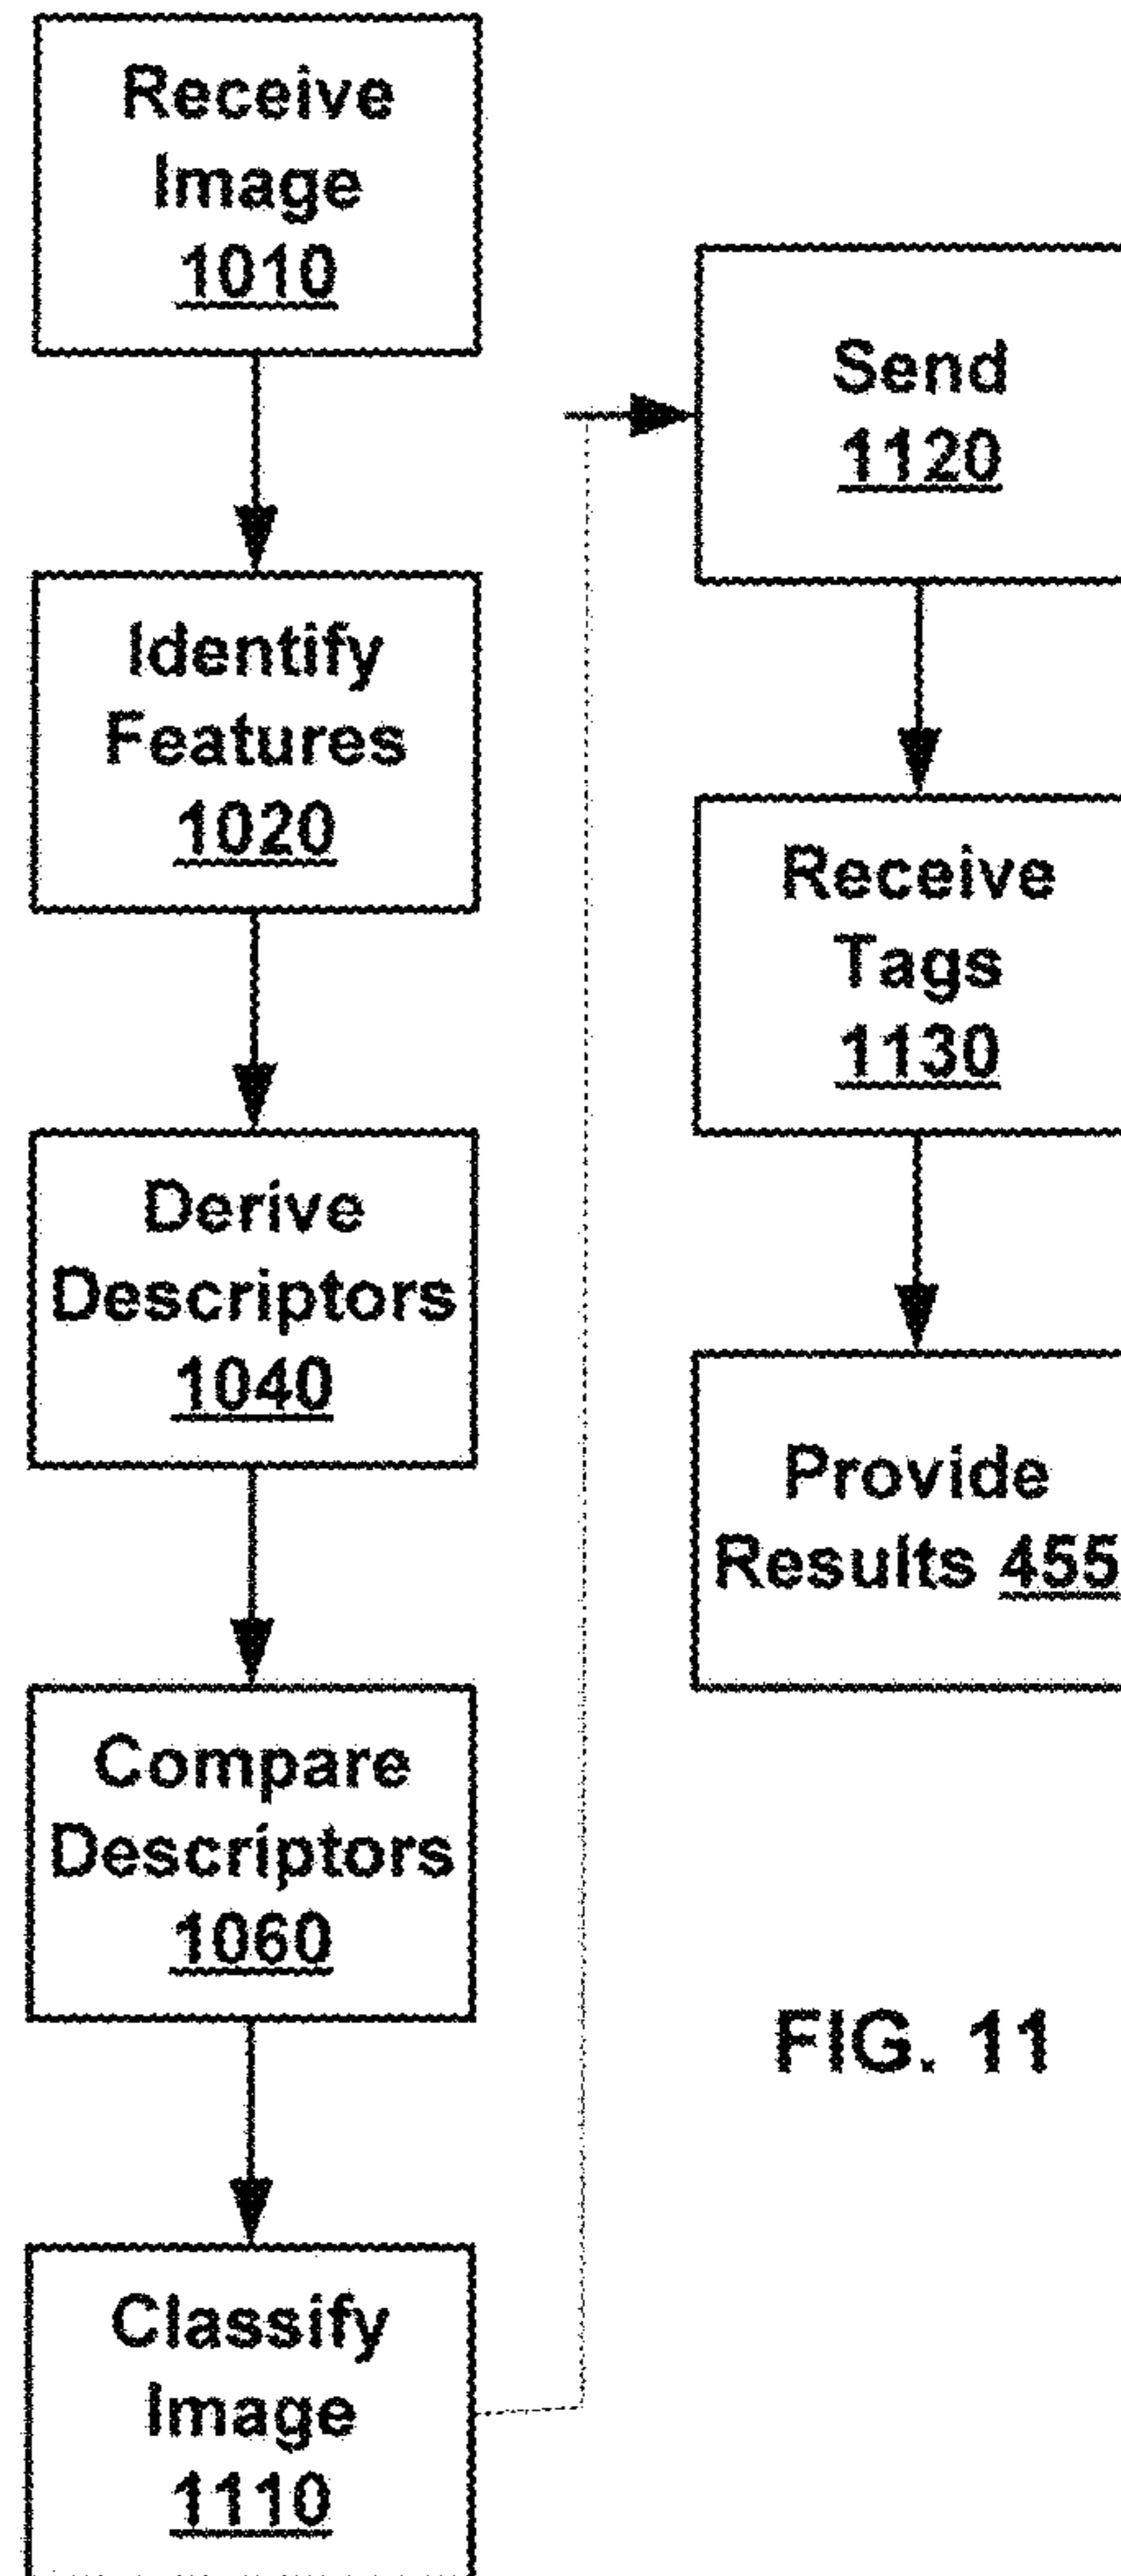 Receive
Image
1010
Identify
Features
1020
Derive
Descriptors
1040
Compare
Descriptors
1060
Classify
Image
1110
Send
1120
Receive
Tags
1130
Provide
Results 455
FIG. 11